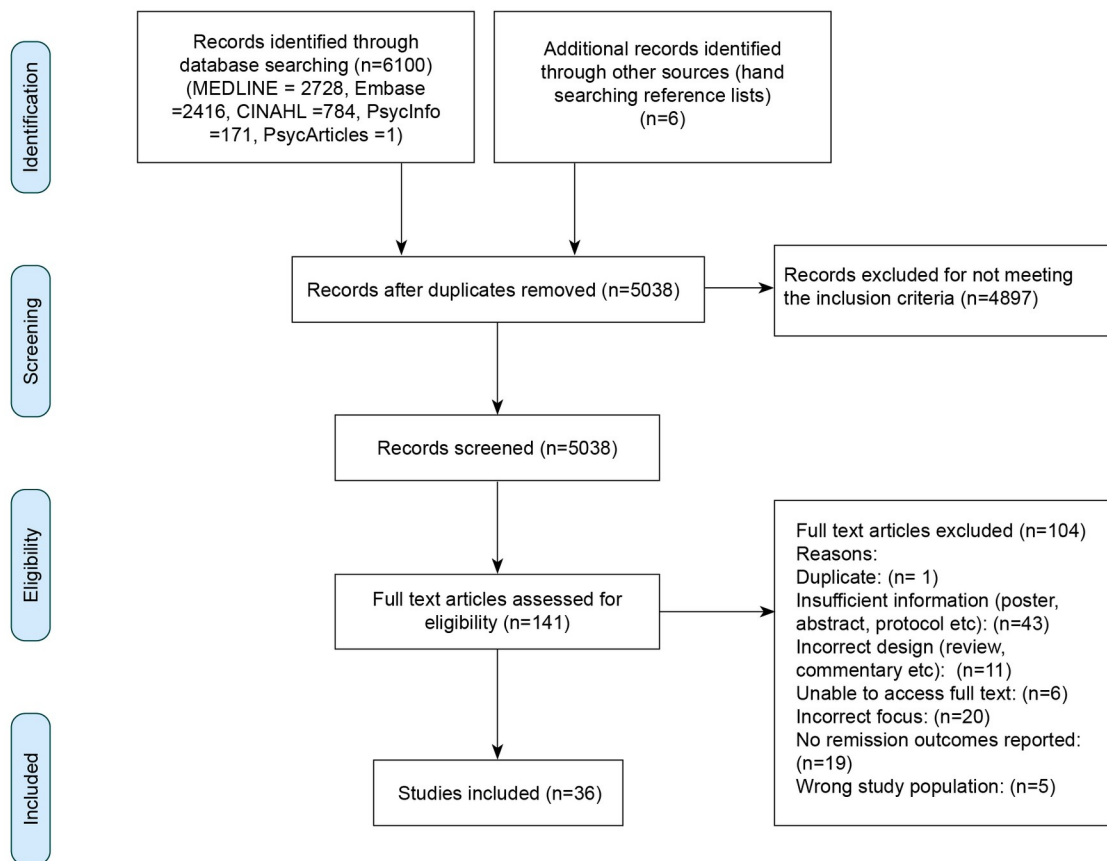 Identification
Records identified through
database searching (n=6100)
(MEDLINE = 2728, Embase
=2416, CINAHL =784, PsycInfo
=171, PsycArticles =1)
Additional records identified
through other sources (hand
searching reference lists)
(n=6)
Screening
Records after duplicates removed (n=5038)
Records excluded for not meeting
the inclusion criteria (n=4897)
Records screened (n=5038)
Eligibility
Full text articles assessed for
eligibility (n=141)
Full text articles excluded (n=104)
Reasons:
Duplicate: (n= 1)
Insufficient information (poster,
abstract, protocol etc): (n=43)
Incorrect design (review,
commentary etc):  (n=11)
Unable to access full text: (n=6)
Incorrect focus: (n=20)
No remission outcomes reported:
(n=19)
Wrong study population: (n=5)
Included
Studies included (n=36)